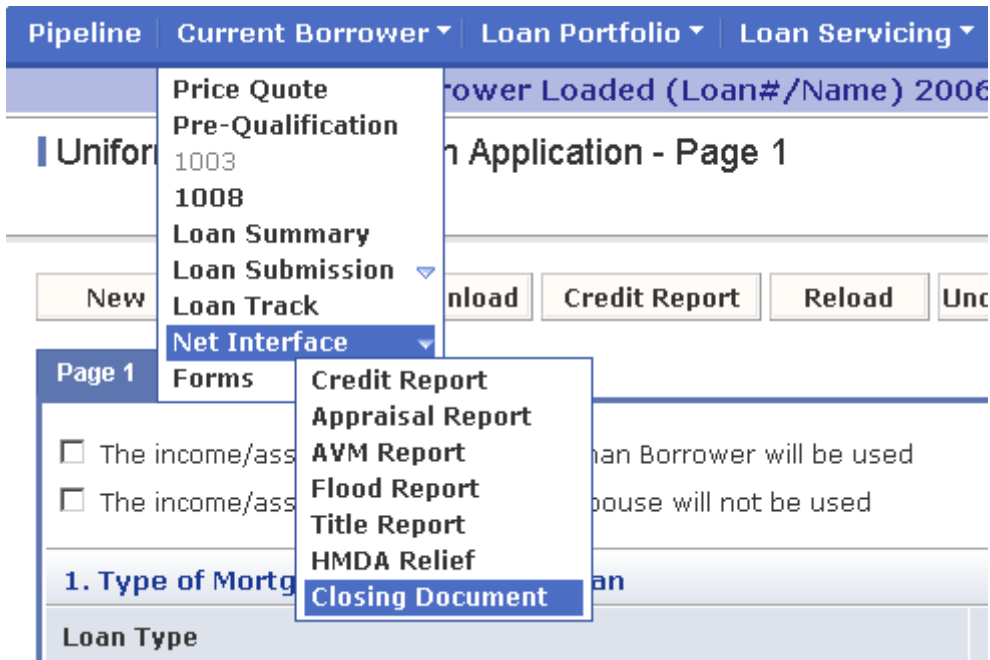 Pipeline Current Borrower Loan Portfolio Loan Servicing
Price Quote
rower Loaded (Loan#/Name) 2006
Pre-Qualification
Unifor n Application - Page 1
1003
1008
Loan Summary
Loan Submission
New nload Credit Report Reload Und
Loan Track
Net Interface
Page 1
Forms
Credit Report
Appraisal Report
The income/ass AVM Report an Borrower will be used
Flood Report
The income/ass pouse will not be used
Title Report
HMDA Relief
1. Type of Mortg an
Closing Document
Loan Type